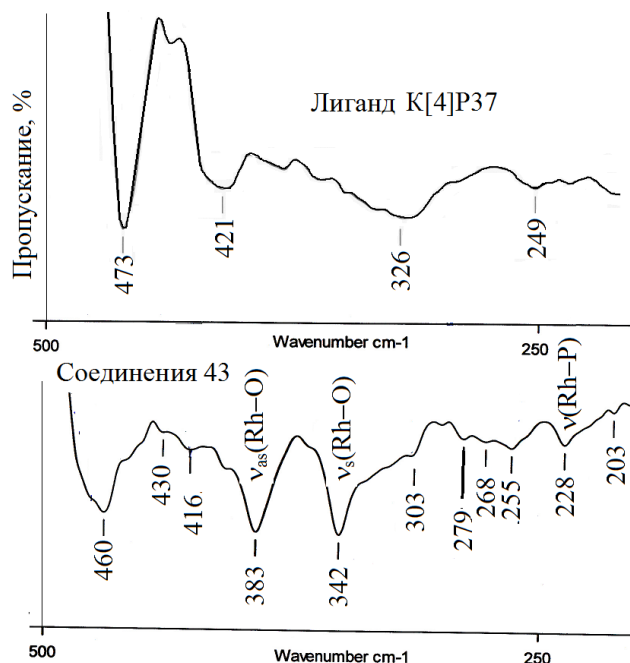 Пропускание, %
Лиганд К[4]Р37
473
421
326
249
500
Wavenumber cm-1
250
Соединения 43
460
430
416
383
νas(Rh–O)
342
νs(Rh–O)
303
279
268
255
228
ν(Rh–P)
203
500
Wavenumber cm-1
250